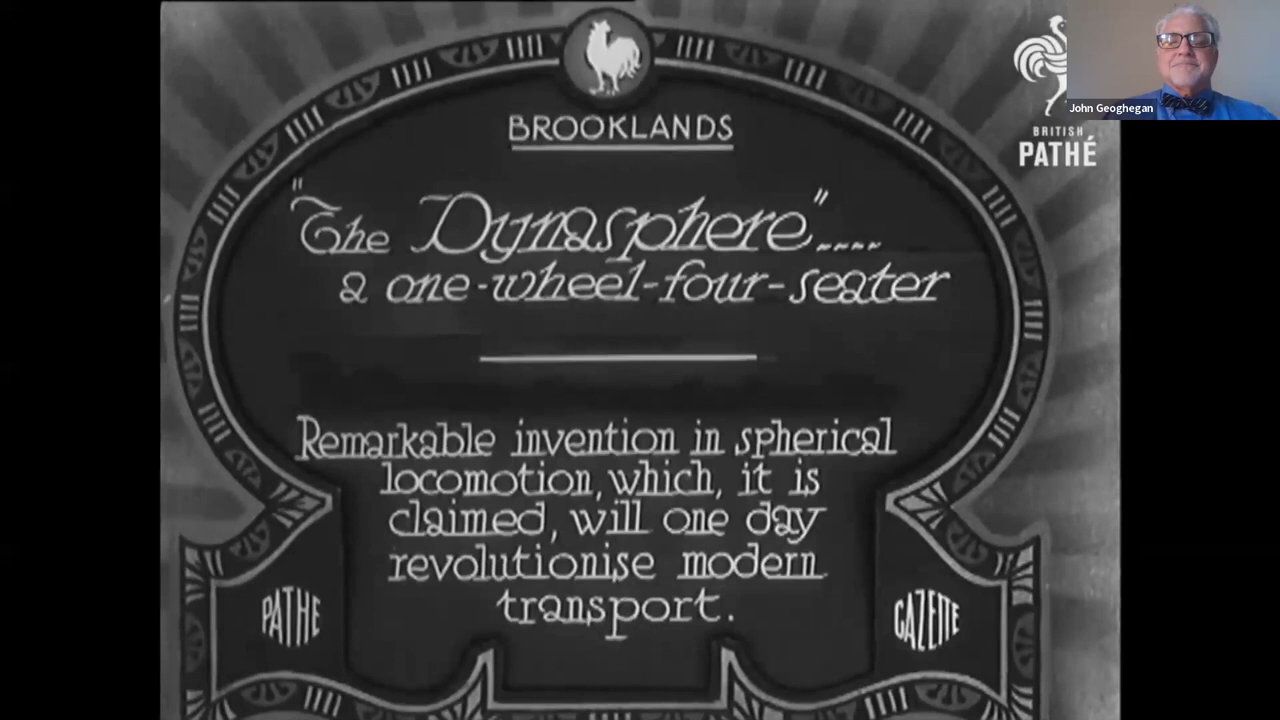 BROOKLANDS
"The Dynasphere"....
a one-wheel-four-seater
Remarkable invention in spherical
locomotion, which, it is
claimed, will one day
revolutionise modern
transport.
PATHE
GAZETTE
BRITISH
PATHÉ
John Geoghegan